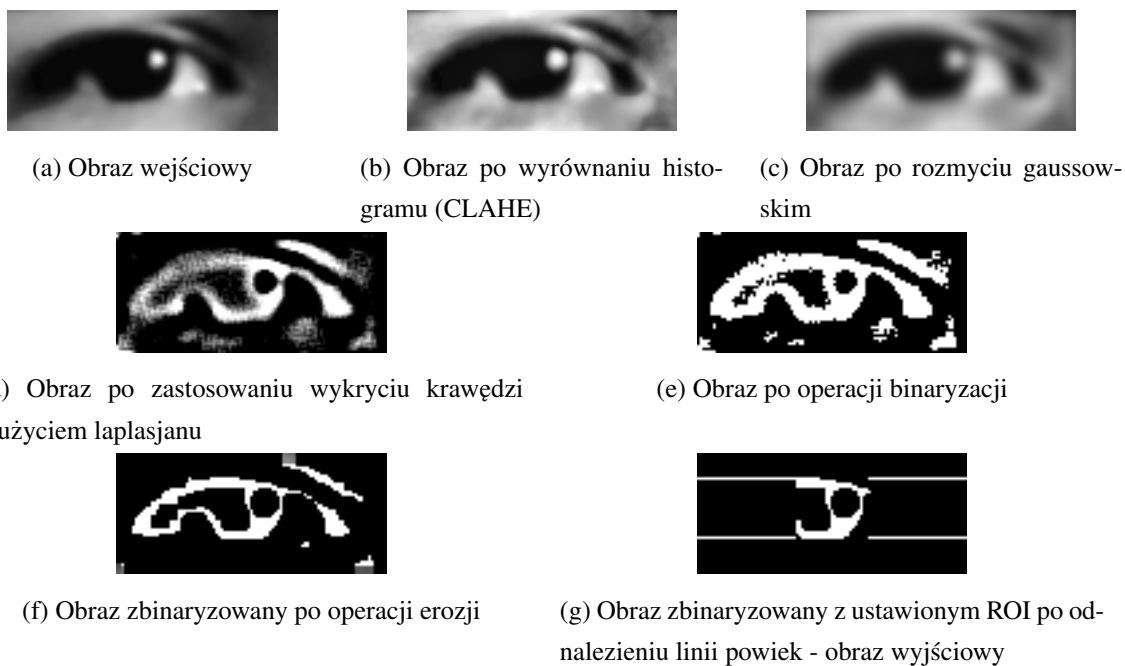 (a) Obraz wejściowy
(b) Obraz po wyrównaniu histo-
gramu (CLAHE)
(c) Obraz po rozmyciu gaussow-
skim
) Obraz po zastosowaniu wykryciu krawędzi
użyciem laplasjanu
(e) Obraz po operacji binaryzacji
(f) Obraz zbinaryzowany po operacji erozji
(g) Obraz zbinaryzowany z ustawionym ROI po od-
nalezieniu linii powiek - obraz wyjściowy